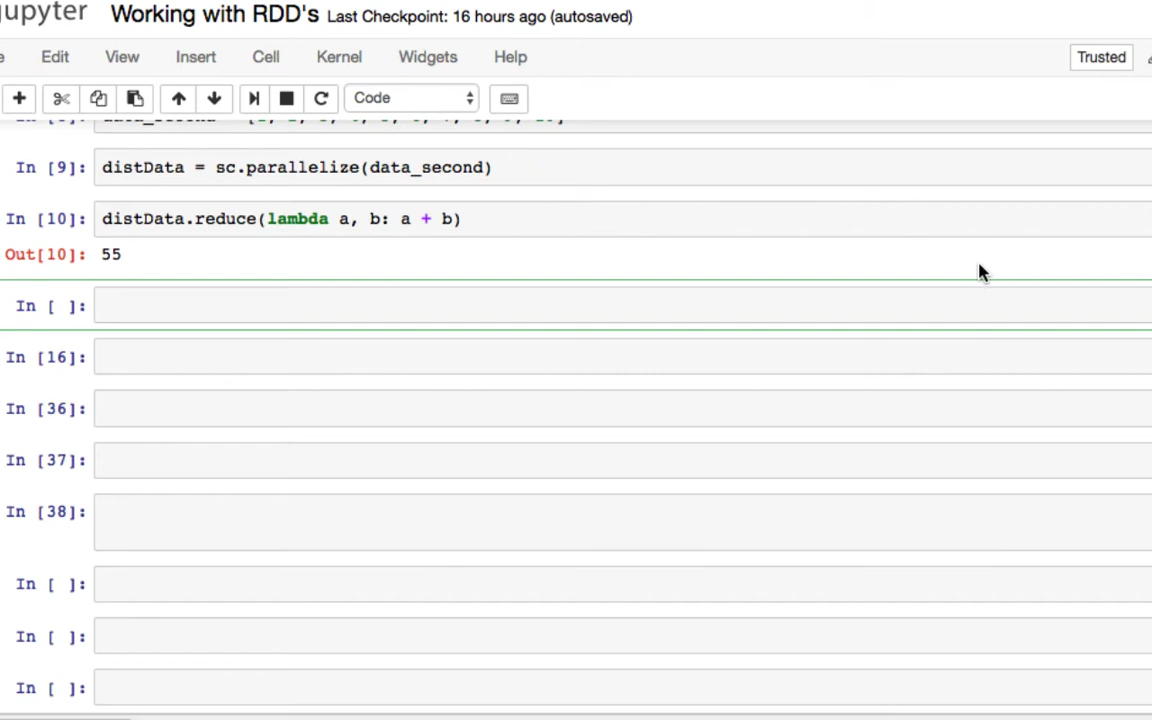 jupyter Working with RDD's Last Checkpoint: 16 hours ago (autosaved)
e Edit View Insert Cell Kernel Widgets Help Trusted
Code
In [9]: distData = sc.parallelize(data_second)
In [10]: distData.reduce(lambda a, b: a + b)
Out[10]: 55
In [ ]:
In [16]:
In [36]:
In [37]:
In [38]:
In [ ]:
In [ ]:
In [ ]: